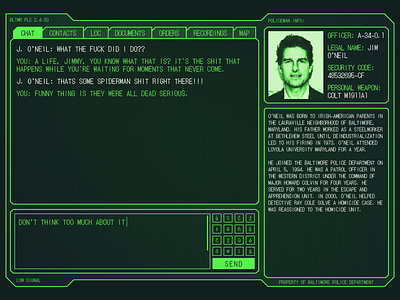 ELTWR PLC 2.A.OO
POLICEMAN INFO:
CHAT
CONTACTS
LOC
DOCUMENTS
ORDERS
RECORDINGS
MAP
J. O'NEIL: WHAT THE FUCK DID I DO??
YOU: A LIFE, JIMMY, YOU KNOW WHAT THAT IS? IT'S THE SHIT THAT
HAPPENS WHILE YOU'RE WAITING FOR MOMENTS THAT NEVER COME.
J. O'NEIL: THATS SOME SPIDERMAN SHIT RIGHT THERE!!!
YOU: FUNNY THING IS THEY WERE ALL DEAD SERIOUS.
DON'T THINK TOO MUCH ABOUT IT
SEND
LOW SIGNAL
OFFICER: A-34-0.1
LEGAL NAME: JIM
O'NEIL
SECURITY CODE:
48532695-CF
PERSONAL WEAPON:
COLT M1911A1
O'NEIL WAS BORN TO IRISH-AMERICAN PARENTS IN
THE LAURAVILLE NEIGHBORHOOD OF BALTIMORE,
MARYLAND. HIS FATHER WORKED AS A STEELWORKER
AT BETHLEHEM STEEL UNTIL DEINDUSTRIALIZATION
LED TO HIS FIRING IN 1973. O'NEIL ATTENDED
LOYOLA UNIVERSITY MARYLAND FOR A YEAR.
HE JOINED THE BALTIMORE POLICE DEPARTMENT ON
APRIL 5, 1994. HE WAS A PATROL OFFICER IN
THE WESTERN DISTRICT UNDER THE COMMAND OF
MAJOR HOWARD COLVIN FOR FOUR YEARS. HE
SERVED FOR TWO YEARS IN THE ESCAPE AND
APPREHENSION UNIT. IN 2000, O'NEIL HELPED
DETECTIVE RAY COLE SOLVE A HOMICIDE CASE. HE
WAS REASSIGNED TO THE HOMICIDE UNIT.
PROPERTY OF BALTIMORE POLICE DEPARTMENT